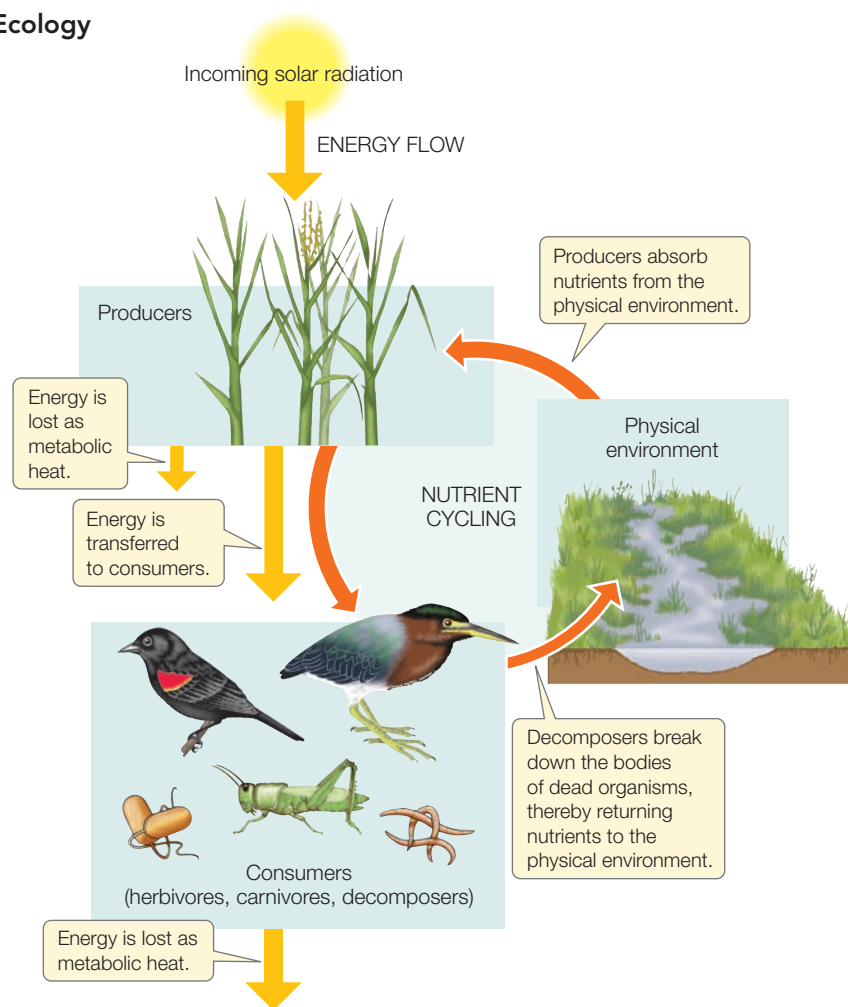 Ecology
Incoming solar radiation
ENERGY FLOW
Producers absorb
nutrients from the
physical environment.
Producers
Energy is
lost as
metabolic
heat.
Physical
environment
NUTRIENT
CYCLING
Energy is
transferred
to consumers.
Decomposers break
down the bodies
of dead organisms,
thereby returning
nutrients to the
physical environment.
Consumers
(herbivores, carnivores, decomposers)
Energy is lost as
metabolic heat.